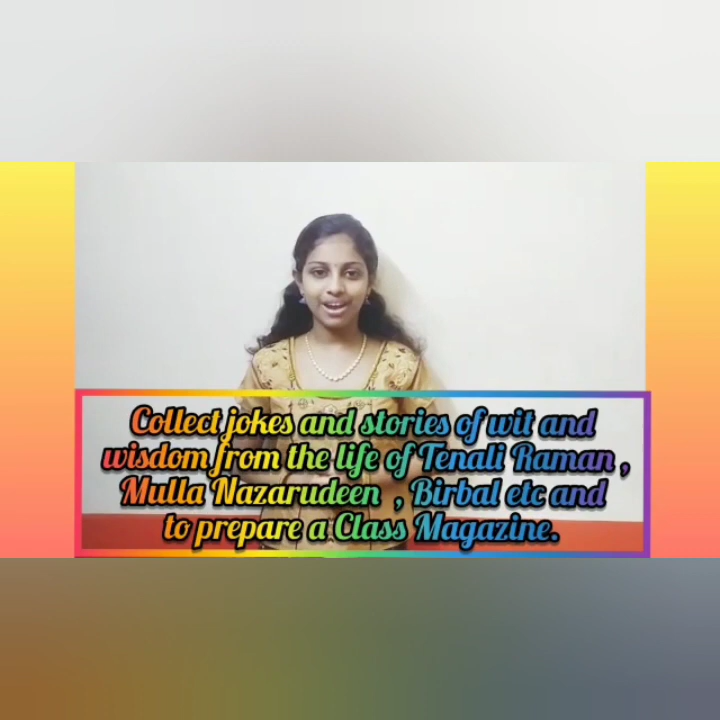 Collect jokes and stories of wit and
wisdom from the life of Tenali Raman ,
Mulla Nazarudeen , Birbal etc and
to prepare a Class Magazine.